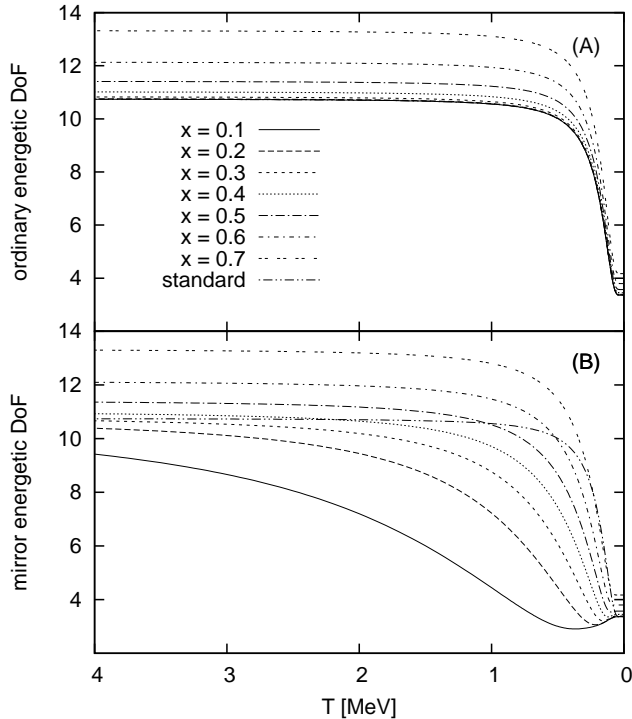 14
12
10
8
6
4
ordinary energetic DoF
(A)
x = 0.1
x = 0.2
x = 0.3
x = 0.4
x = 0.5
x = 0.6
x = 0.7
standard
14
12
10
8
6
4
mirror energetic DoF
(B)
4 3 2 1 0
T [MeV]